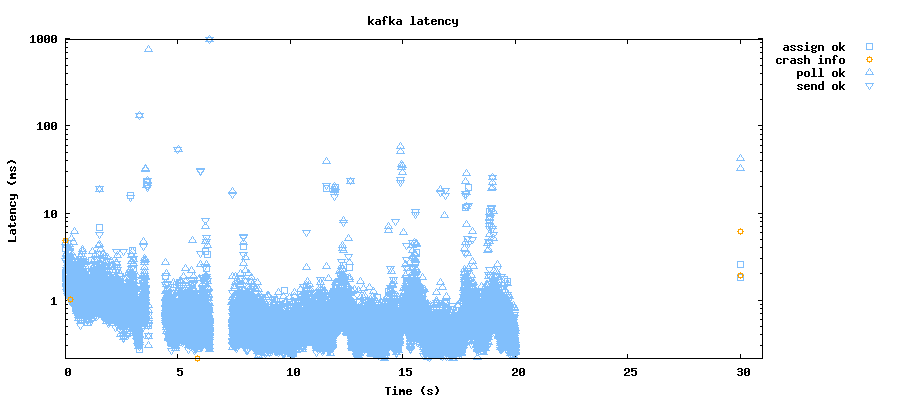 kafka latency
1000
100
10
1
Latency (ms)
0 5 10 15 20 25 30
Time (s)
assign ok
crash info
poll ok
send ok